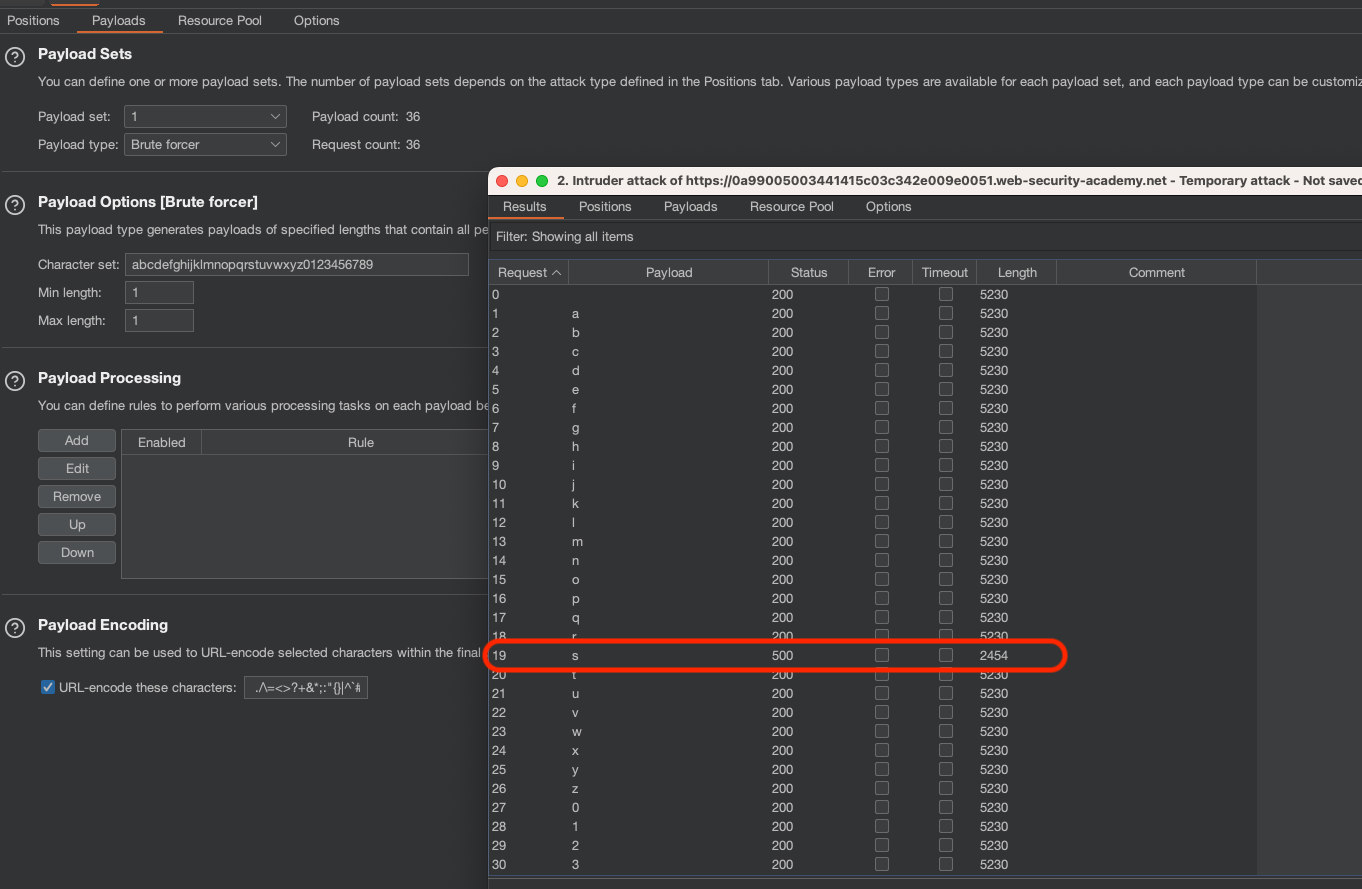 Positions Payloads Resource Pool Options
Payload Sets
You can define one or more payload sets. The number of payload sets depends on the attack type defined in the Positions tab. Various payload types are available for each payload set, and each payload type can be customiz
Payload set: 1 Payload count: 36
Payload type: Brute forcer Request count: 36
Payload Options [Brute forcer]
This payload type generates payloads of specified lengths that contain all pe
Character set: abcdefghijklmnopqrstuvwxyz0123456789
Min length: 1
Max length: 1
Payload Processing
You can define rules to perform various processing tasks on each payload be
Add
Edit
Remove
Up
Down
Enabled Rule
Payload Encoding
This setting can be used to URL-encode selected characters within the final
URL-encode these characters: ./\=<>?+&*;:"{}|^`#
2. Intruder attack of https://0a99005003441415c03c342e009e0051.web-security-academy.net - Temporary attack - Not saved
Results Positions Payloads Resource Pool Options
Filter: Showing all items
Request Payload Status Error Timeout Length Comment
0 200 5230
1 a 200 5230
2 b 200 5230
3 c 200 5230
4 d 200 5230
5 e 200 5230
6 f 200 5230
7 g 200 5230
8 h 200 5230
9 i 200 5230
10 j 200 5230
11 k 200 5230
12 l 200 5230
13 m 200 5230
14 n 200 5230
15 o 200 5230
16 p 200 5230
17 q 200 5230
18 r 200 5230
19 s 500 2454
20 t 200 5230
21 u 200 5230
22 v 200 5230
23 w 200 5230
24 x 200 5230
25 y 200 5230
26 z 200 5230
27 0 200 5230
28 1 200 5230
29 2 200 5230
30 3 200 5230